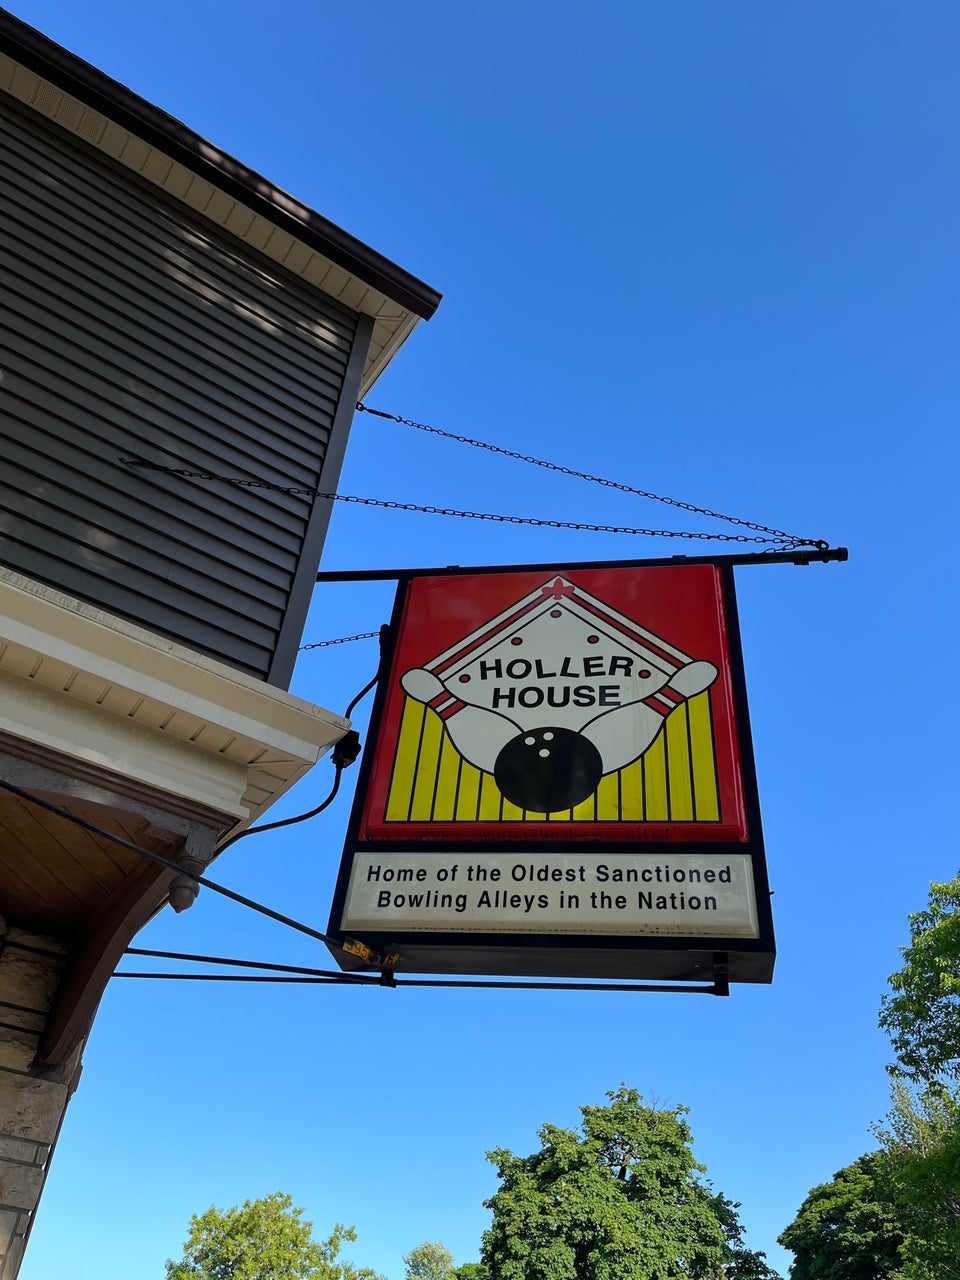 HOLLER
HOUSE
Home of the Oldest Sanctioned
Bowling Alleys in the Nation